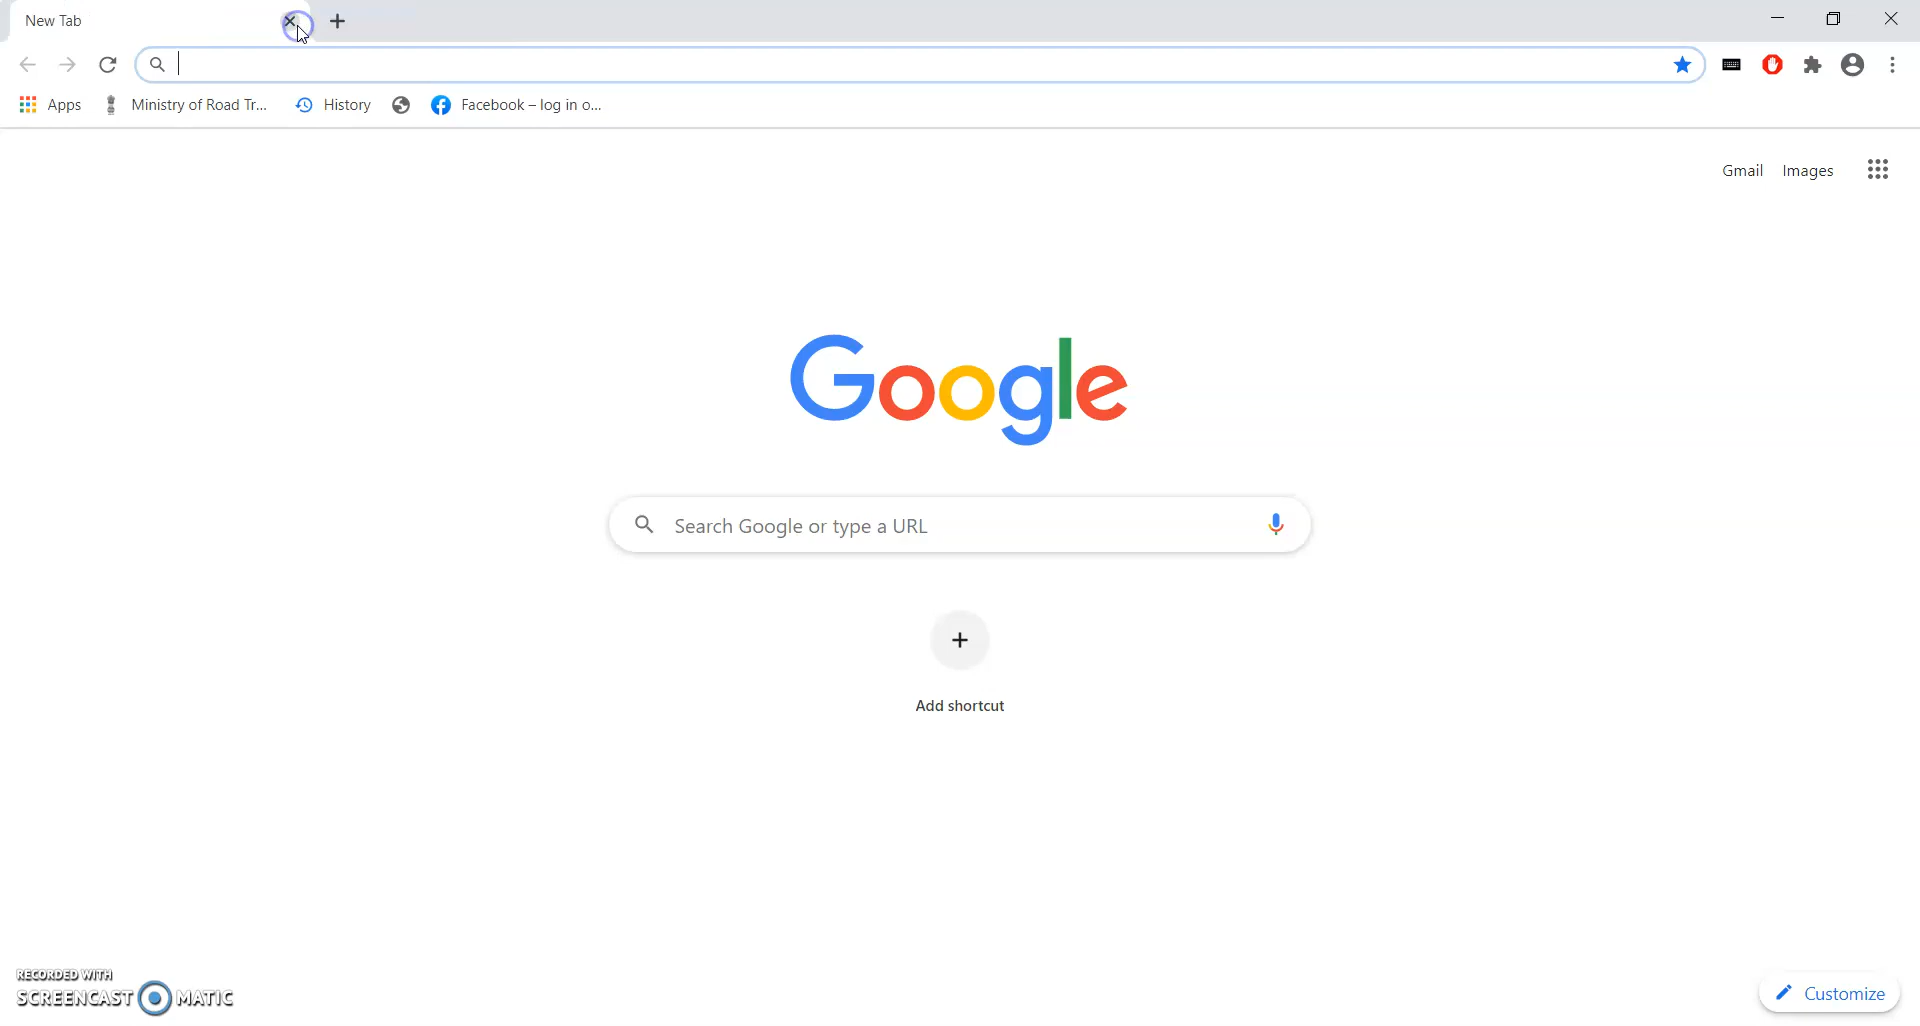 New Tab
Apps Ministry of Road Tr... History Facebook – log in o...
Gmail Images
Google
Search Google or type a URL
Add shortcut
RECORDED WITH
SCREENCAST MATIC
Customize